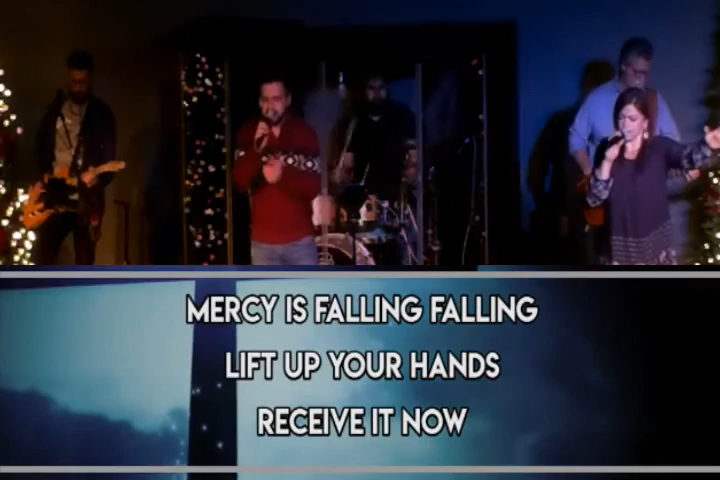 MERCY IS FALLING FALLING
LIFT UP YOUR HANDS
RECEIVE IT NOW